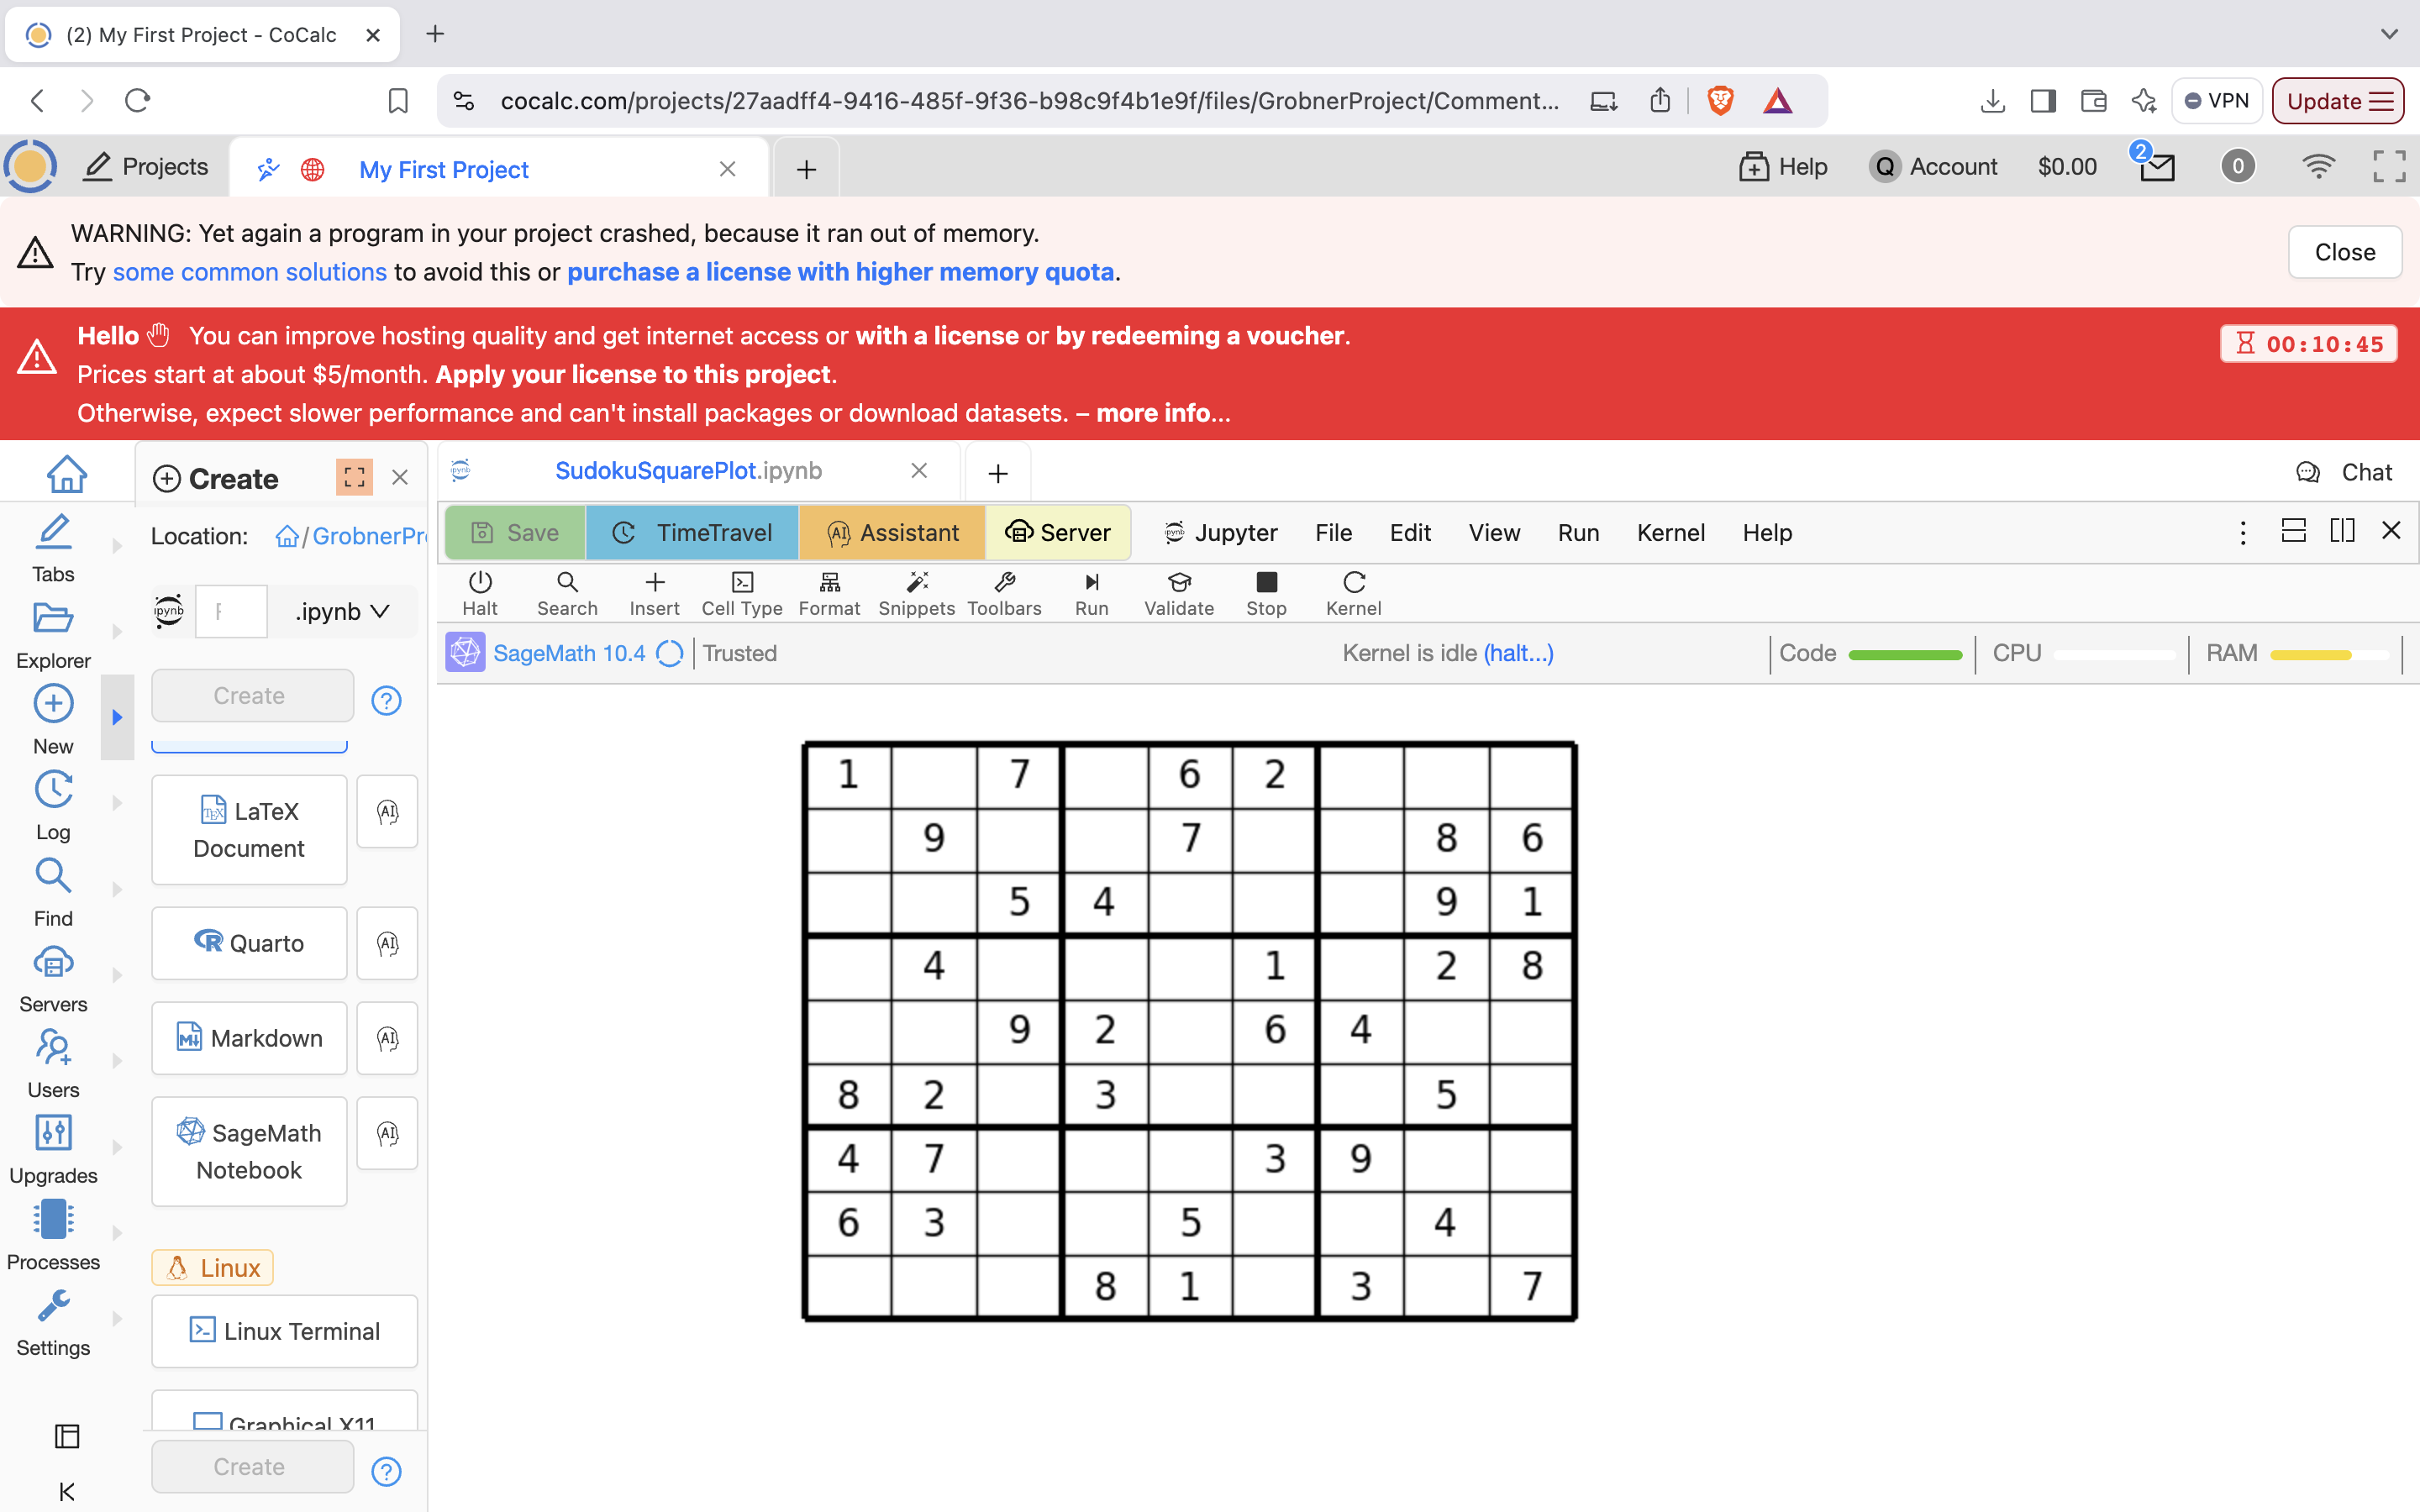 (2) My First Project - CoCalc
cocalc.com/projects/27aadff4-9416-485f-9f36-b98c9f4b1e9f/files/GrobnerProject/Comment...
VPN
Update
Projects
My First Project
Help
Q Account
$0.00
2
0
WARNING: Yet again a program in your project crashed, because it ran out of memory.
Try some common solutions to avoid this or purchase a license with higher memory quota.
Close
Hello You can improve hosting quality and get internet access or with a license or by redeeming a voucher.
Prices start at about $5/month. Apply your license to this project.
Otherwise, expect slower performance and can't install packages or download datasets. – more info...
00:10:45
Create
SudokuSquarePlot.ipynb
Chat
Tabs
Explorer
New
Log
Find
Servers
Users
Upgrades
Processes
Settings
Location: /GrobnerPr
ipynb
.ipynb
Create
LaTeX
Document
AI
Quarto
AI
Markdown
AI
SageMath
Notebook
AI
Linux
Linux Terminal
Graphical X11
Create
Save
TimeTravel
Assistant
Server
Jupyter
File
Edit
View
Run
Kernel
Help
Halt
Search
Insert
Cell Type
Format
Snippets
Toolbars
Run
Validate
Stop
Kernel
SageMath 10.4
Trusted
Kernel is idle (halt...)
Code
CPU
RAM
1 7 6 2
9 7 8 6
5 4 9 1
4 1 2 8
9 2 6 4
8 2 3 5
4 7 3 9
6 3 5 4
8 1 3 7